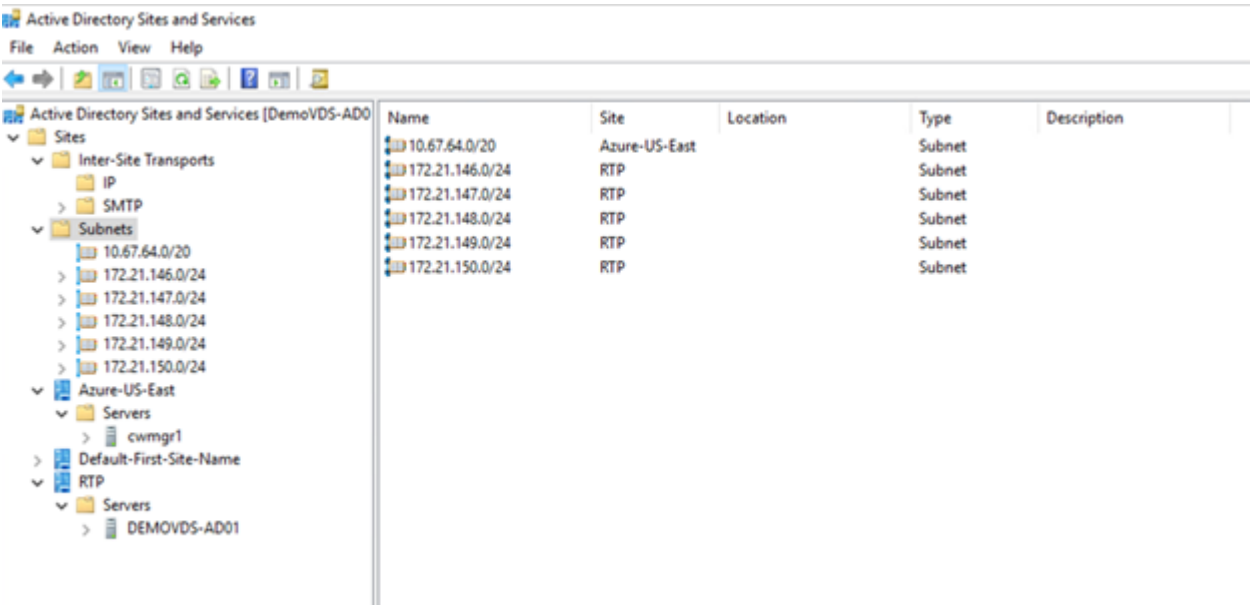 Active Directory Sites and Services
File Action View Help
Active Directory Sites and Services [DemoVDS-AD0
Sites
Inter-Site Transports
IP
SMTP
Subnets
10.67.64.0/20
172.21.146.0/24
172.21.147.0/24
172.21.148.0/24
172.21.149.0/24
172.21.150.0/24
Azure-US-East
Servers
cwmgr1
Default-First-Site-Name
RTP
Servers
DEMOVDS-AD01
Name Site Location Type Description
10.67.64.0/20 Azure-US-East Subnet
172.21.146.0/24 RTP Subnet
172.21.147.0/24 RTP Subnet
172.21.148.0/24 RTP Subnet
172.21.149.0/24 RTP Subnet
172.21.150.0/24 RTP Subnet